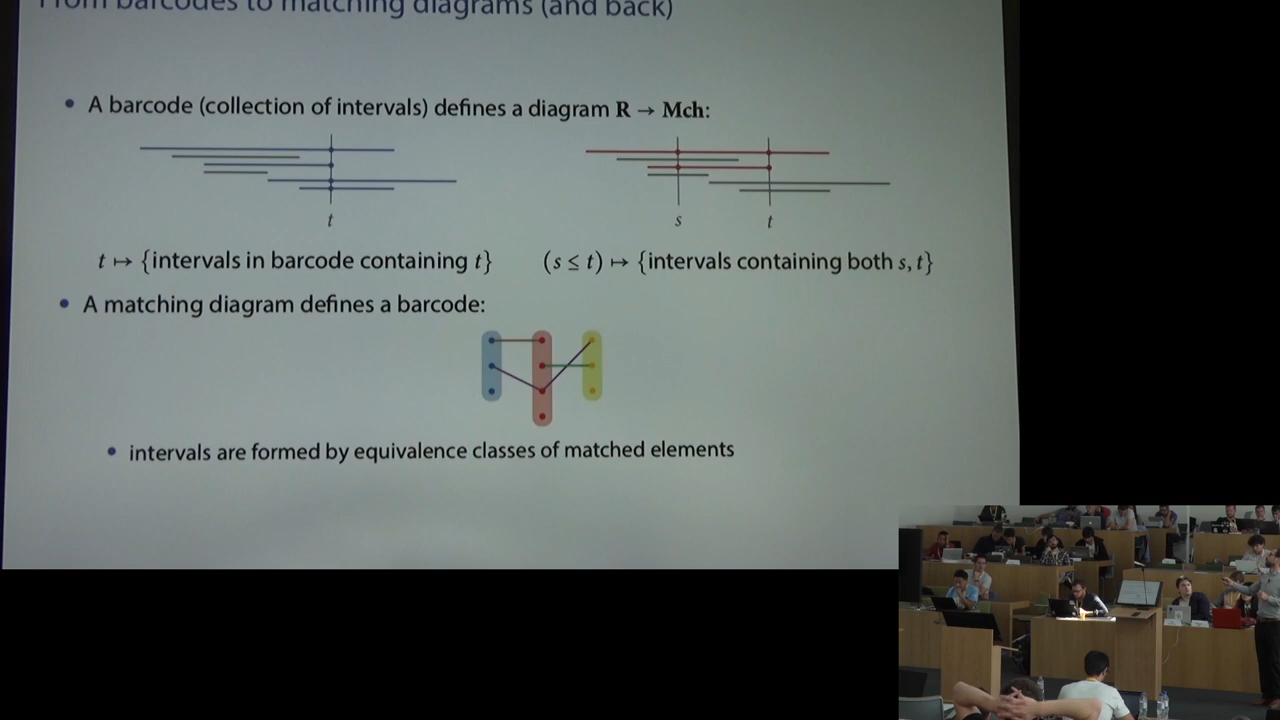 From barcodes to matching diagrams (and back)
• A barcode (collection of intervals) defines a diagram R → Mch:
t
s t
t ↦ {intervals in barcode containing t} (s ≤ t) ↦ {intervals containing both s, t}
• A matching diagram defines a barcode:
• intervals are formed by equivalence classes of matched elements